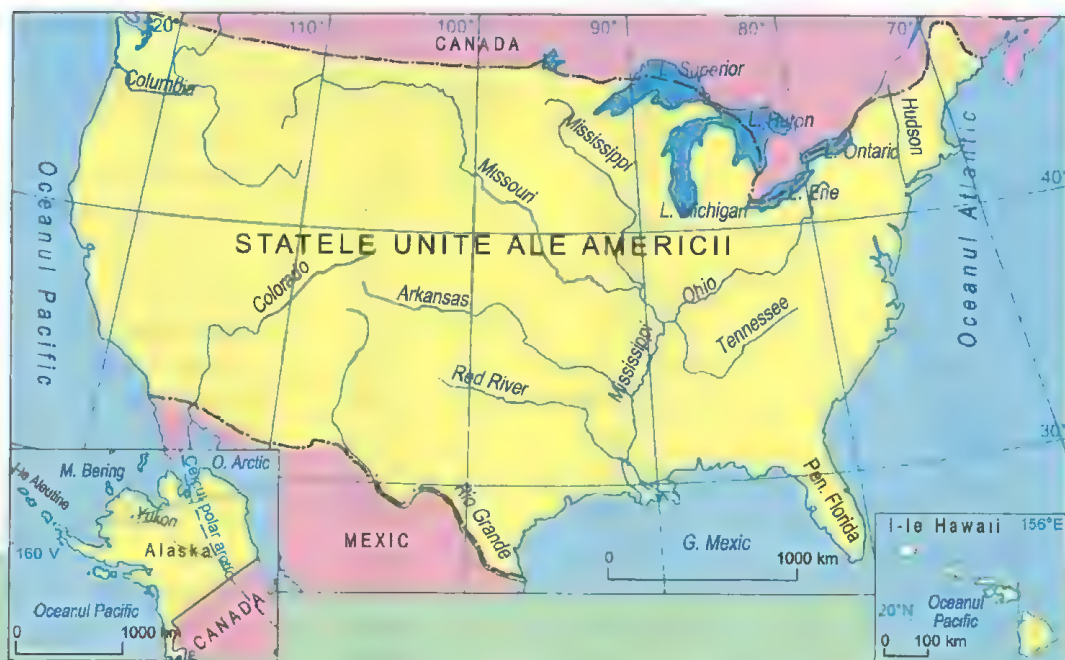 20°
110°
100°
90°
80°
70°
CANADA
L. Superior
Columbia
L. Huron
Mississippi
Hudson
L. Ontario
Missouri
L. Erie
L. Michigan
40°
Oceanul Pacific
Oceanul Atlantic
STATELE UNITE ALE AMERICII
Colorado
Arkansas
Ohio
Tennessee
Mississippi
Red River
30°
Pen. Florida
Rio Grande
MEXIC
G. Mexic
0 1000 km
M. Bering
O. Arctic
I-le Aleutine
Cercul polar arctic
Yukon
160 V
Alaska
Oceanul Pacific
CANADA
0 1000 km
I-le Hawaii
156°E
20°N
Oceanul
Pacific
0 100 km